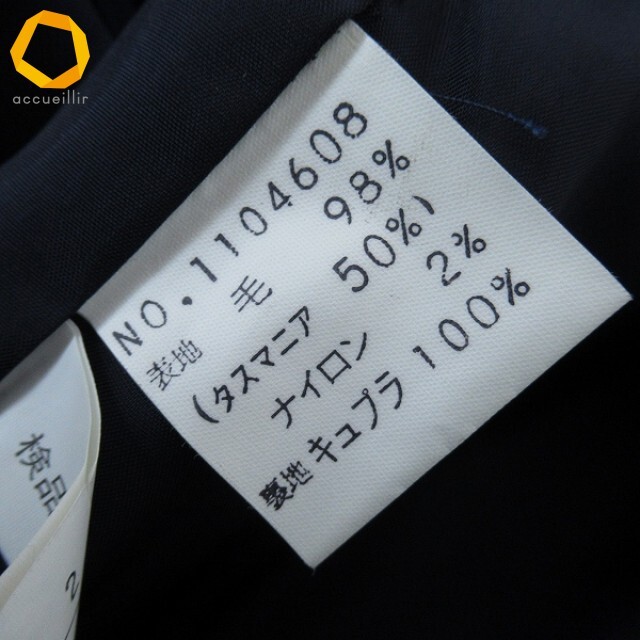 accueillir
NO.1104608
表地 毛 98%
(タスマニア 50%)
ナイロン 2%
裏地 キュプラ 100%
検品
2